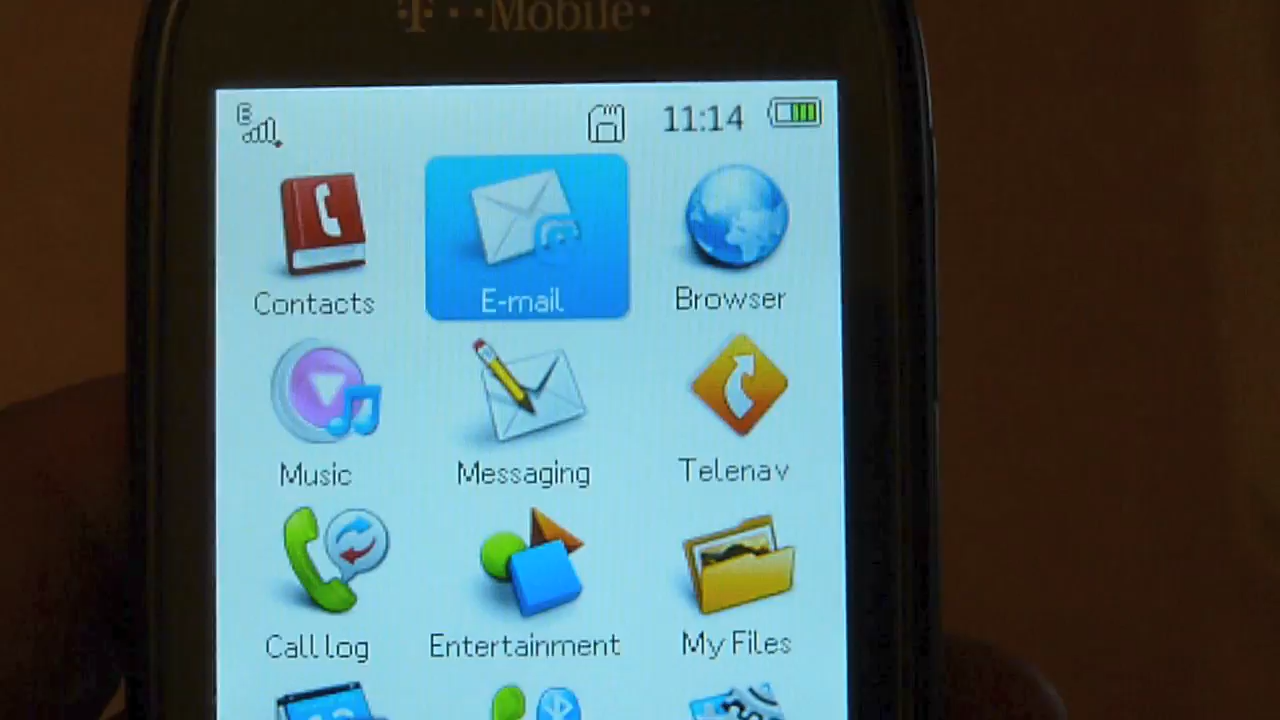 T··Mobile·
E
11:14
Contacts E-mail Browser
Music Messaging Telenav
Call log Entertainment My Files